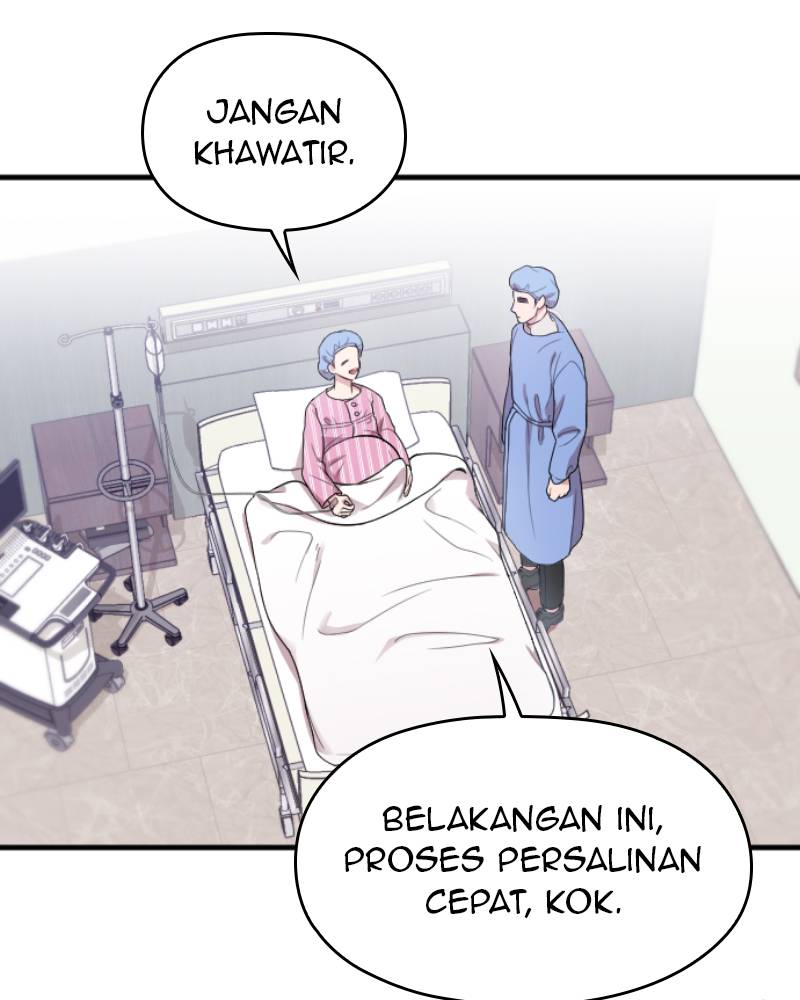 JANGAN
KHAWATIR.
BELAKANGAN INI,
PROSES PERSALINAN
CEPAT, KOK.